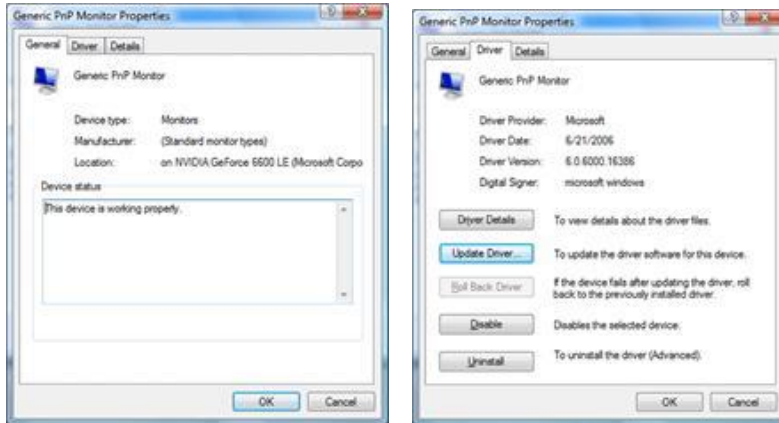 Generic PnP Monitor Properties
General Driver Details
Generic PnP Monitor
Device type: Monitors
Manufacturer: (Standard monitor types)
Location: on NVIDIA GeForce 6600 LE (Microsoft Corpo
Device status
This device is working properly.
OK Cancel
Generic PnP Monitor Properties
General Driver Details
Generic PnP Monitor
Driver Provider: Microsoft
Driver Date: 6/21/2006
Driver Version: 6.0.6000.16386
Digital Signer: microsoft windows
Driver Details To view details about the driver files.
Update Driver... To update the driver software for this device.
Roll Back Driver If the device fails after updating the driver, roll
back to the previously installed driver.
Disable Disables the selected device.
Uninstall To uninstall the driver (Advanced).
OK Cancel